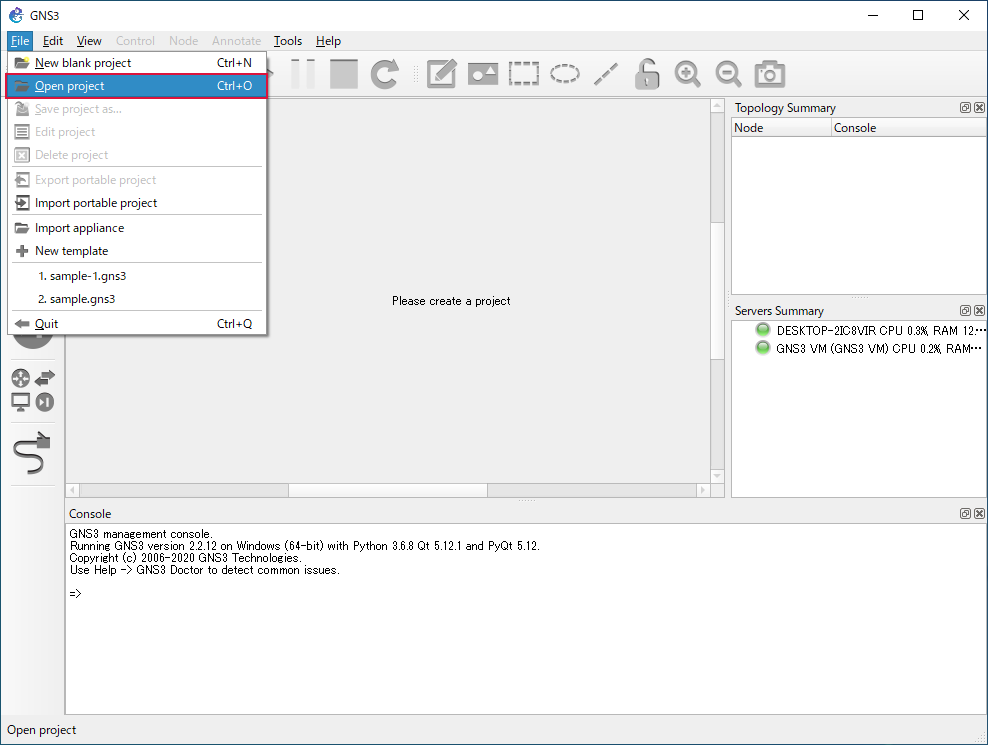 GNS3
File Edit View Control Node Annotate Tools Help
New blank project Ctrl+N
Open project Ctrl+O
Save project as...
Edit project
Delete project
Export portable project
Import portable project
Import appliance
New template
1. sample-1.gns3
2. sample.gns3
Quit Ctrl+Q
Please create a project
Topology Summary
Node Console
Servers Summary
DESKTOP-2IC8VIR CPU 0.3%, RAM 12.…
GNS3 VM (GNS3 VM) CPU 0.2%, RAM…
Console
GNS3 management console.
Running GNS3 version 2.2.12 on Windows (64-bit) with Python 3.6.8 Qt 5.12.1 and PyQt 5.12.
Copyright (c) 2006-2020 GNS3 Technologies.
Use Help -> GNS3 Doctor to detect common issues.
=>
Open project